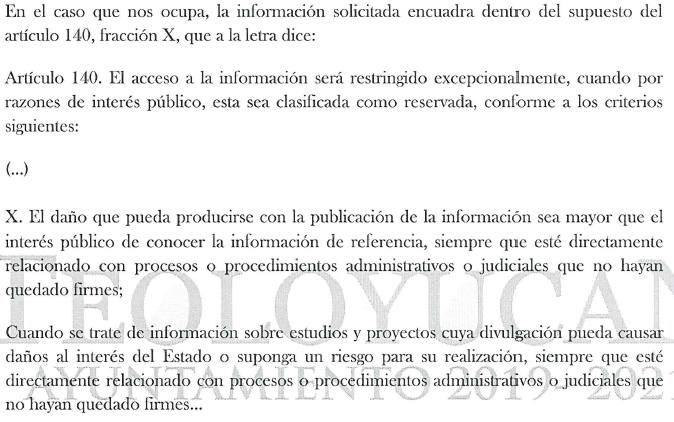 En el caso que nos ocupa, la información solicitada encuadra dentro del supuesto del
artículo 140, fracción X, que a la letra dice:
Artículo 140. El acceso a la información será restringido excepcionalmente, cuando por
razones de interés público, esta sea clasificada como reservada, conforme a los criterios
siguientes:
(...)
X. El daño que pueda producirse con la publicación de la información sea mayor que el
interés público de conocer la información de referencia, siempre que esté directamente
relacionado con procesos o procedimientos administrativos o judiciales que no hayan
quedado firmes;
TEOLOYUCAN
Cuando se trate de información sobre estudios y proyectos cuya divulgación pueda causar
daños al interés del Estado o suponga un riesgo para su realización, siempre que esté
directamente relacionado con procesos o procedimientos administrativos o judiciales que
AYUNTAMIENTO 2019-2021
no hayan quedado firmes...